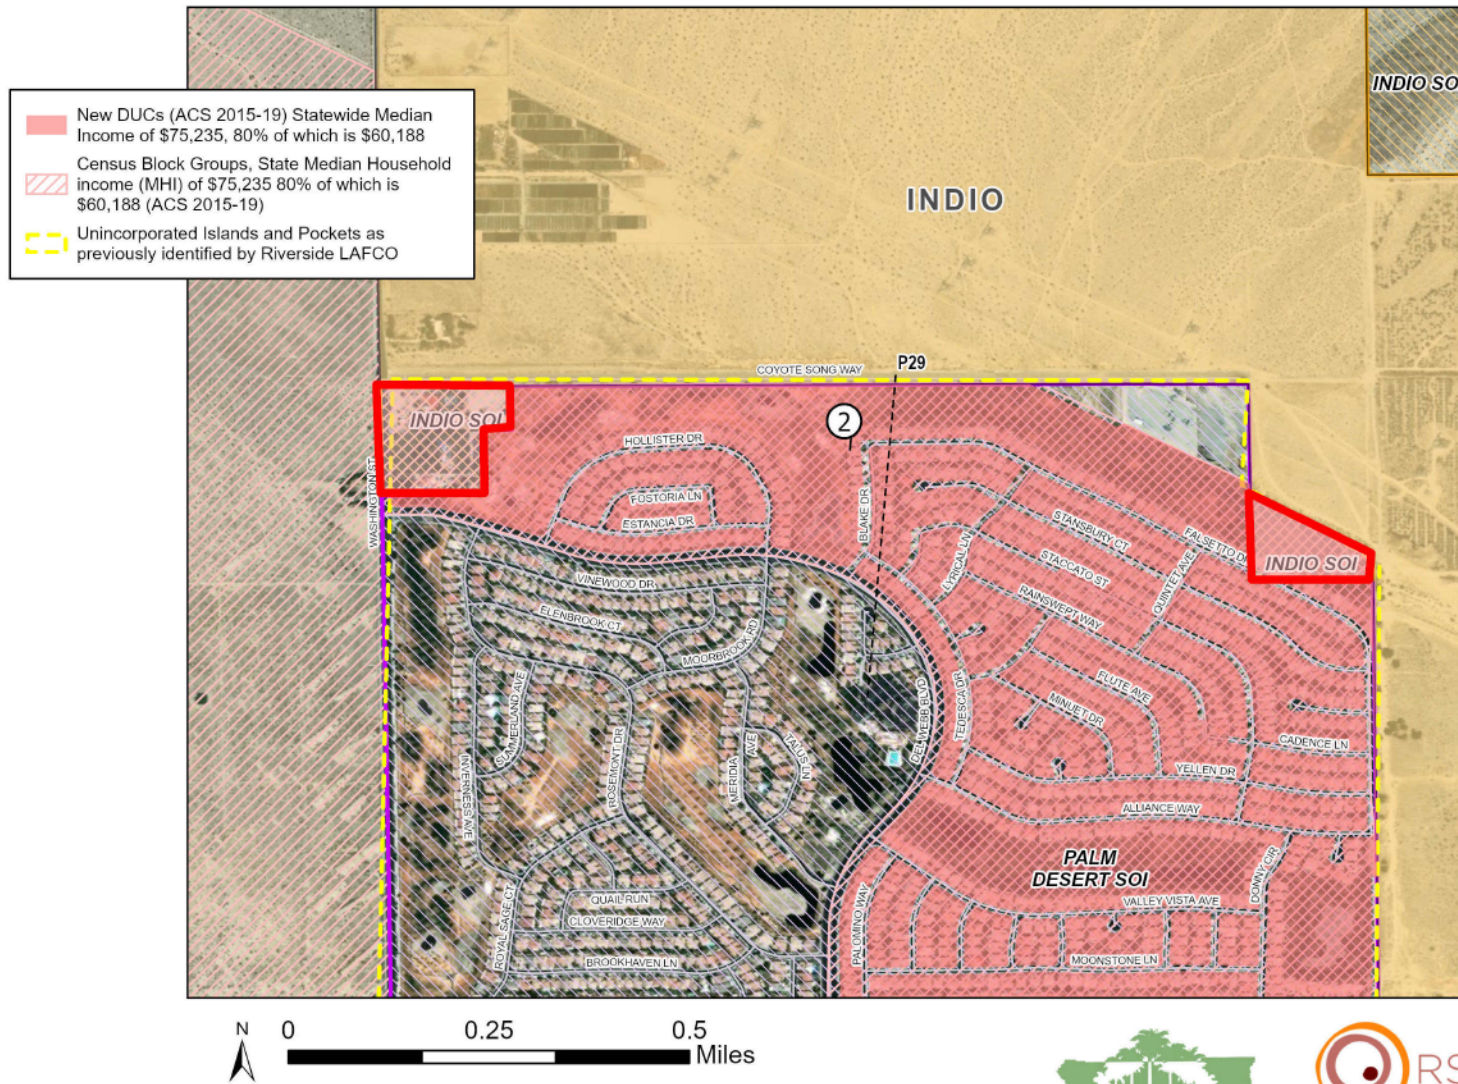 INDIO SO
New DUCs (ACS 2015-19) Statewide Median
Income of $75,235, 80% of which is $60,188
Census Block Groups, State Median Household
income (MHI) of $75,235 80% of which is
$60,188 (ACS 2015-19)
Unincorporated Islands and Pockets as
previously identified by Riverside LAFCO
INDIO
COYOTE SONG WAY
P29
INDIO SOI
2
HOLLISTER DR
FOSTORIA LN
ESTANCIA DR
WASHINGTON ST
BLAKE DR
STANSBURY CT
FALSETTO DR
STACCATO ST
LYRICAL LN
QUINTET AVE
INDIO SOI
RAINSWEPT WAY
VINEWOOD DR
ELENBROOK CT
MOORBROOK RD
FLUTE AVE
MINUET DR
SUMMERLAND AVE
INVERNESS AVE
ROSEMONT DR
MERIDIA AVE
TALUS LN
DEL WEBB BLVD
TEDESCA DR
CADENCE LN
YELLEN DR
ALLIANCE WAY
PALM
DESERT SOI
DONNY CIR
VALLEY VISTA AVE
PALOMINO WAY
ROYAL SAGE CT
QUAIL RUN
CLOVERIDGE WAY
BROOKHAVEN LN
MOONSTONE LN
N
0 0.25 0.5
Miles
RS